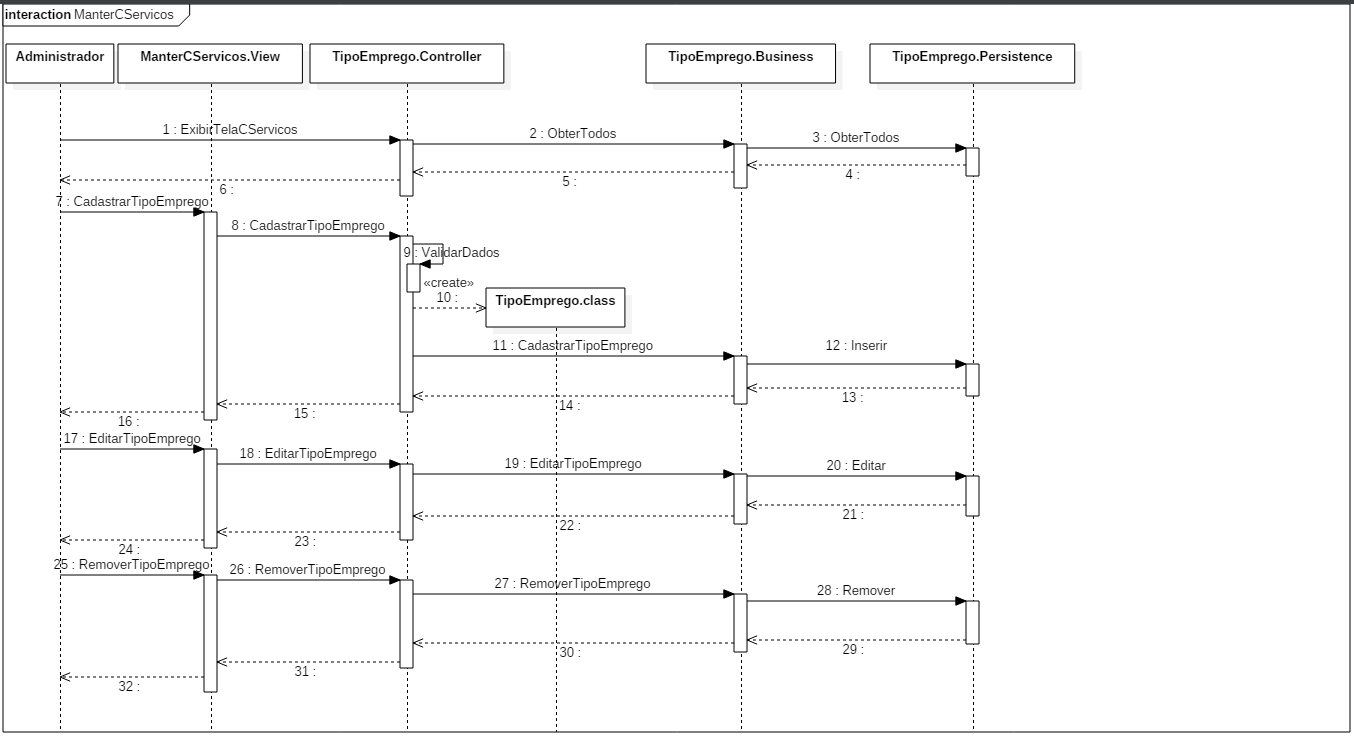 interaction ManterCServicos
Administrador
ManterCServicos.View
TipoEmprego.Controller
TipoEmprego.Business
TipoEmprego.Persistence
1 : ExibirTelaCServicos
2 : ObterTodos
3 : ObterTodos
4 :
5 :
6 :
7 : CadastrarTipoEmprego
8 : CadastrarTipoEmprego
9 : ValidarDados
«create»
10 :
TipoEmprego.class
11 : CadastrarTipoEmprego
12 : Inserir
13 :
14 :
15 :
16 :
17 : EditarTipoEmprego
18 : EditarTipoEmprego
19 : EditarTipoEmprego
20 : Editar
21 :
22 :
23 :
24 :
25 : RemoverTipoEmprego
26 : RemoverTipoEmprego
27 : RemoverTipoEmprego
28 : Remover
29 :
30 :
31 :
32 :